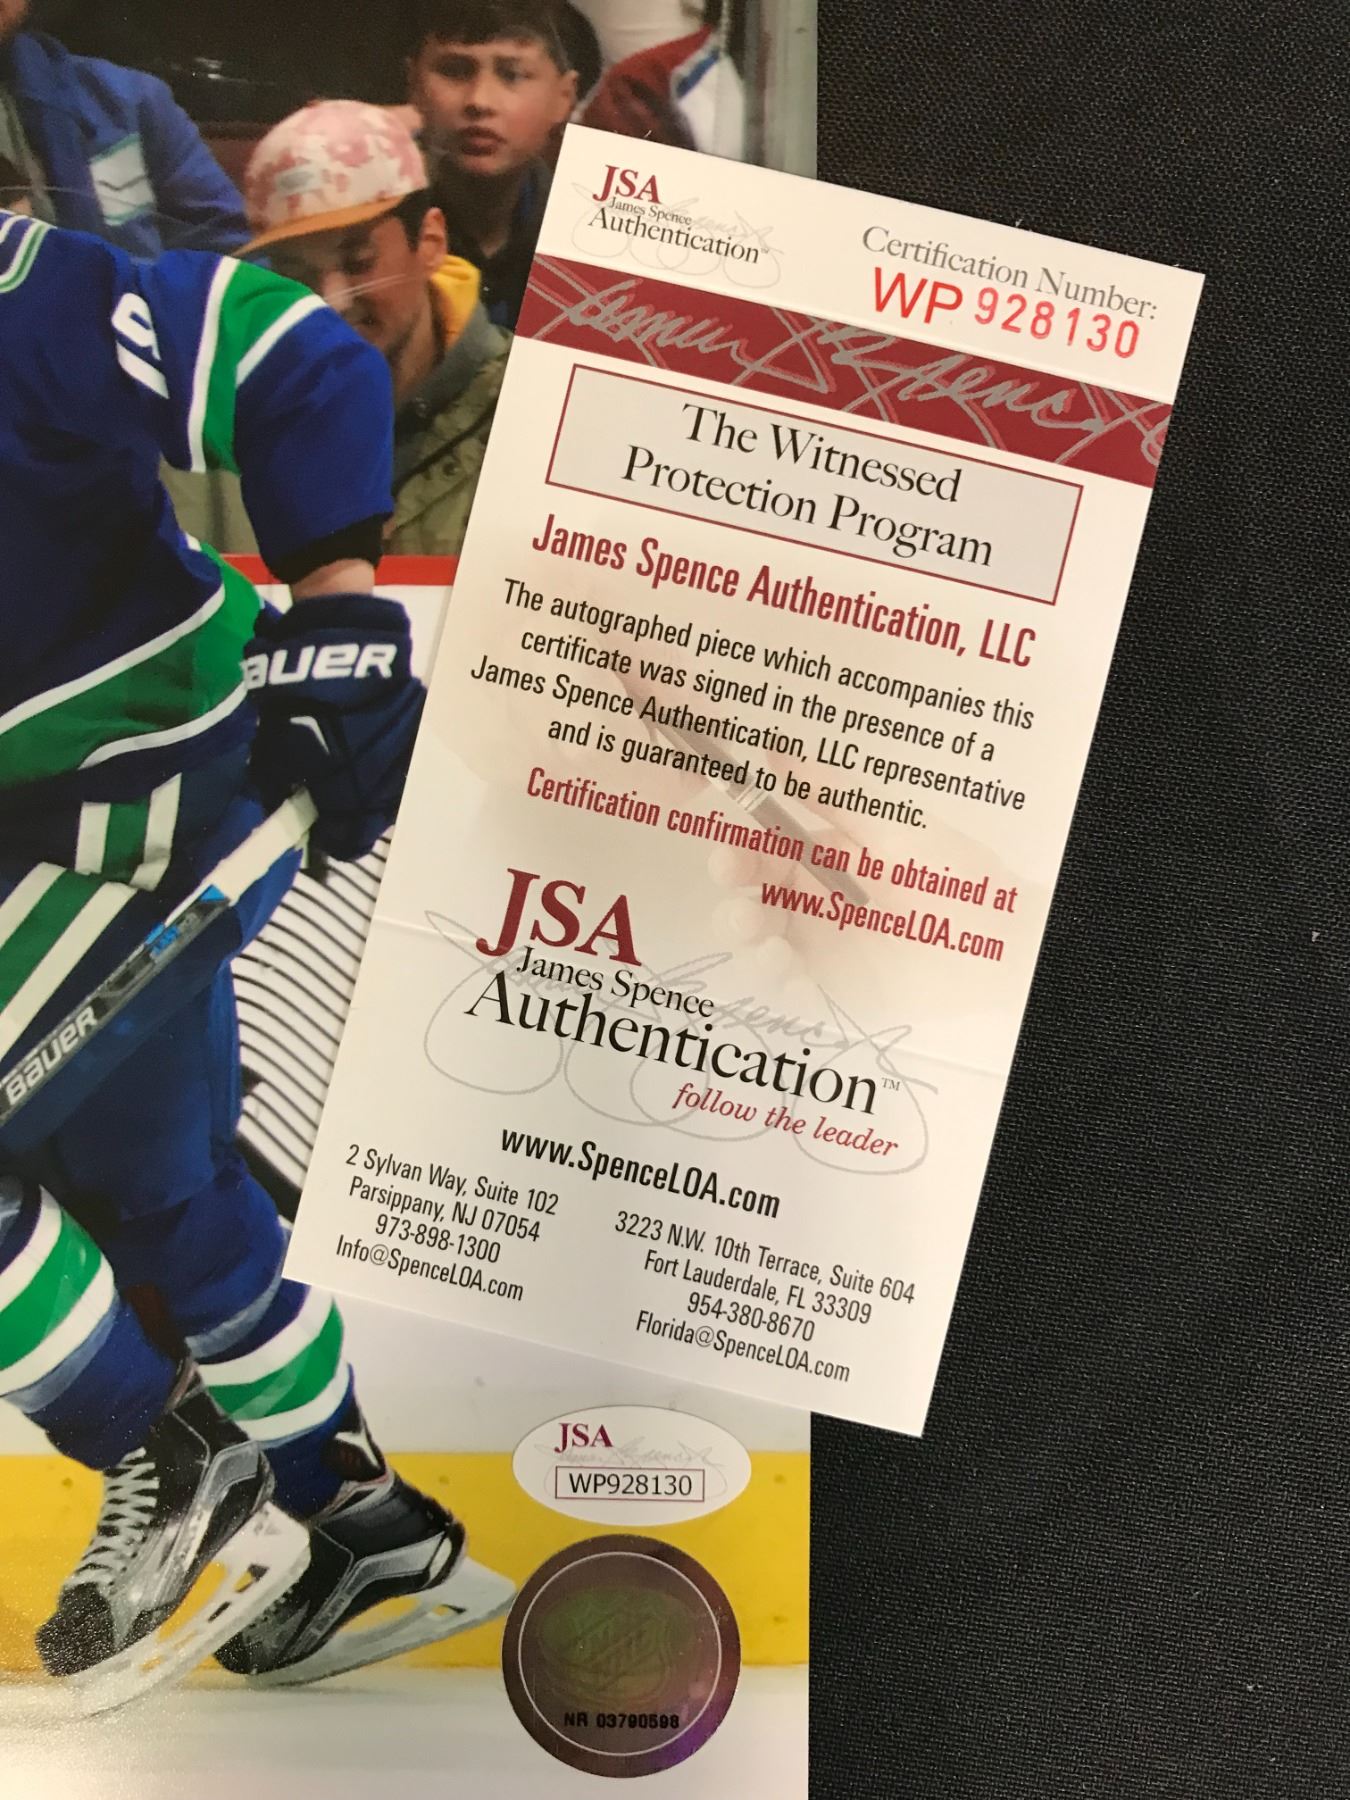 JSA
James Spence
Authentication™
Certification Number:
WP 928130
The Witnessed
Protection Program
James Spence Authentication, LLC
The autographed piece which accompanies this
certificate was signed in the presence of a
James Spence Authentication, LLC representative
and is guaranteed to be authentic.
Certification confirmation can be obtained at
www.SpenceLOA.com
JSA
James Spence
Authentication™
follow the leader
www.SpenceLOA.com
2 Sylvan Way, Suite 102
Parsippany, NJ 07054
973-898-1300
Info@SpenceLOA.com
3223 N.W. 10th Terrace, Suite 604
Fort Lauderdale, FL 33309
954-380-8670
Florida@SpenceLOA.com
JSA
WP928130
NHL
NR 03790598
BAUER
AUER